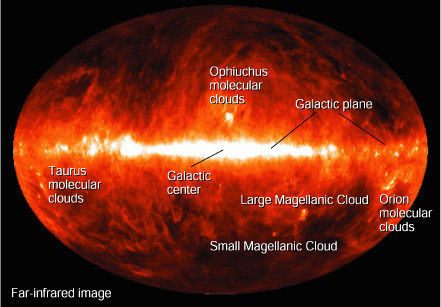 Ophiuchus
molecular
clouds
Galactic plane
Taurus
molecular
clouds
Galactic
center
Large Magellanic Cloud
Orion
molecular
clouds
Small Magellanic Cloud
Far-infrared image